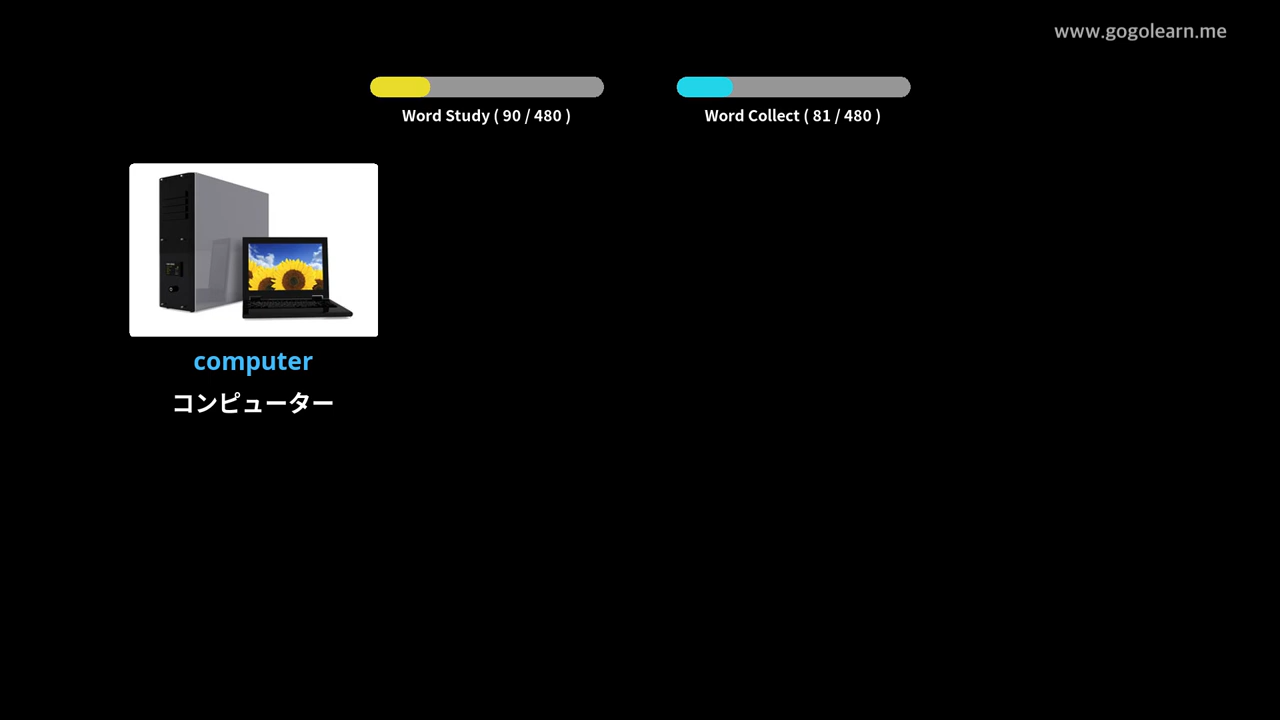 www.gogolearn.me
Word Study ( 90 / 480 )
Word Collect ( 81 / 480 )
computer
コンピューター